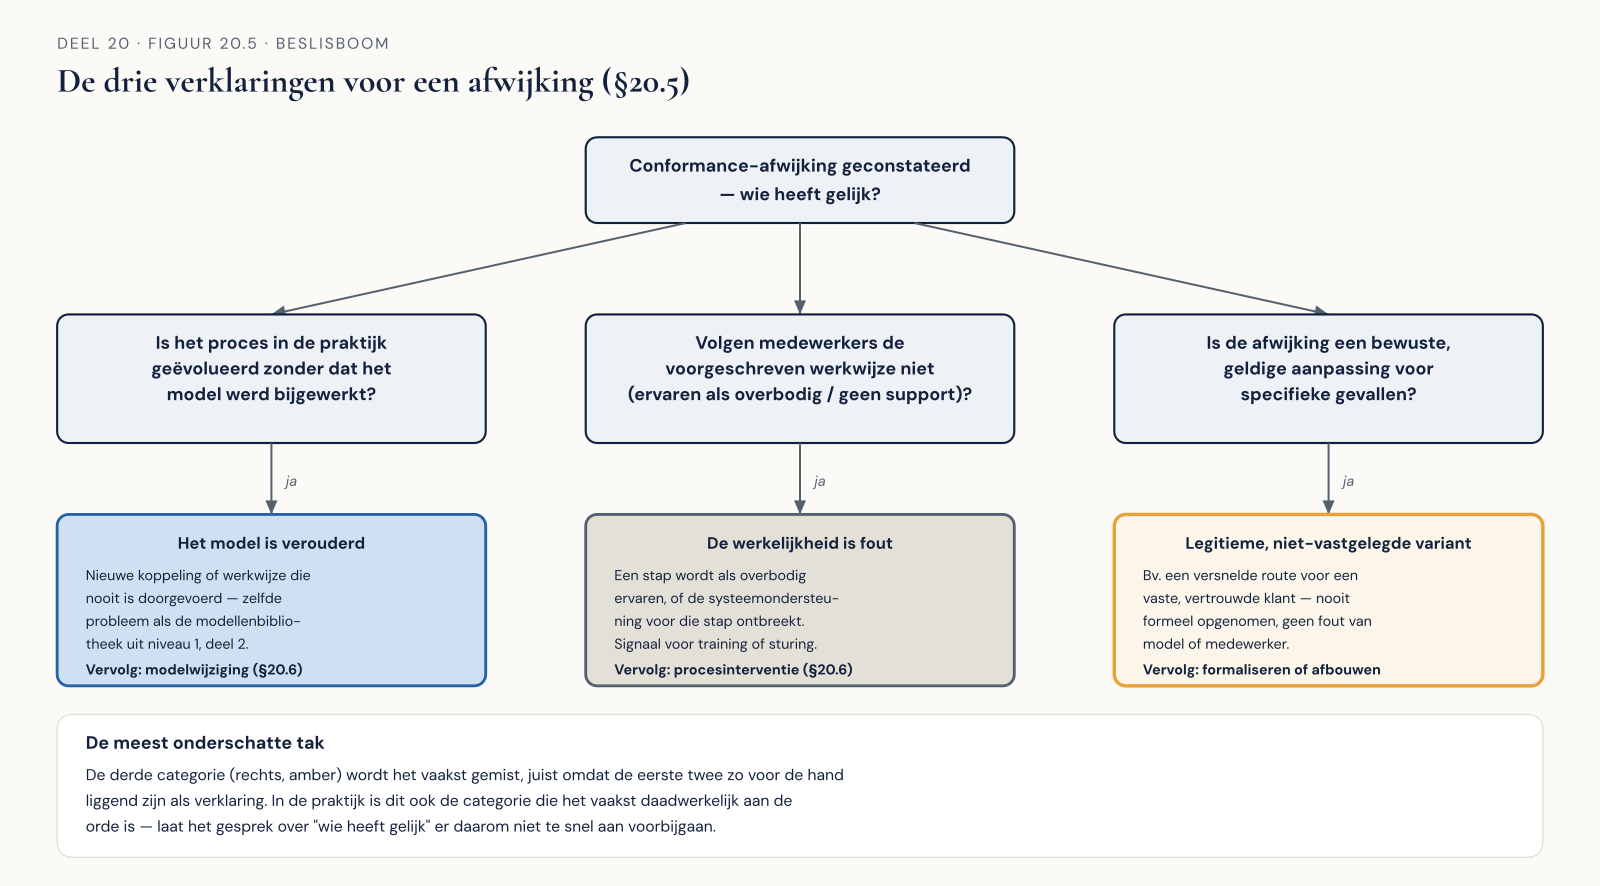 DEEL 20 · FIGUUR 20.5 · BESLISBOOM
De drie verklaringen voor een afwijking (§20.5)
Conformance-afwijking geconstateerd
— wie heeft gelijk?
Is het proces in de praktijk
geëvolueerd zonder dat het
model werd bijgewerkt?
Volgen medewerkers de
voorgeschreven werkwijze niet
(ervaren als overbodig / geen support)?
Is de afwijking een bewuste,
geldige aanpassing voor
specifieke gevallen?
ja
ja
ja
Het model is verouderd
Nieuwe koppeling of werkwijze die
nooit is doorgevoerd — zelfde
probleem als de modellenbiblio-
theek uit niveau 1, deel 2.
Vervolg: modelwijziging (§20.6)
De werkelijkheid is fout
Een stap wordt als overbodig
ervaren, of de systeemondersteu-
ning voor die stap ontbreekt.
Signaal voor training of sturing.
Vervolg: procesinterventie (§20.6)
Legitieme, niet-vastgelegde variant
Bv. een versnelde route voor een
vaste, vertrouwde klant — nooit
formeel opgenomen, geen fout van
model of medewerker.
Vervolg: formaliseren of afbouwen
De meest onderschatte tak
De derde categorie (rechts, amber) wordt het vaakst gemist, juist omdat de eerste twee zo voor de hand
liggend zijn als verklaring. In de praktijk is dit ook de categorie die het vaakst daadwerkelijk aan de
orde is — laat het gesprek over "wie heeft gelijk" er daarom niet te snel aan voorbijgaan.